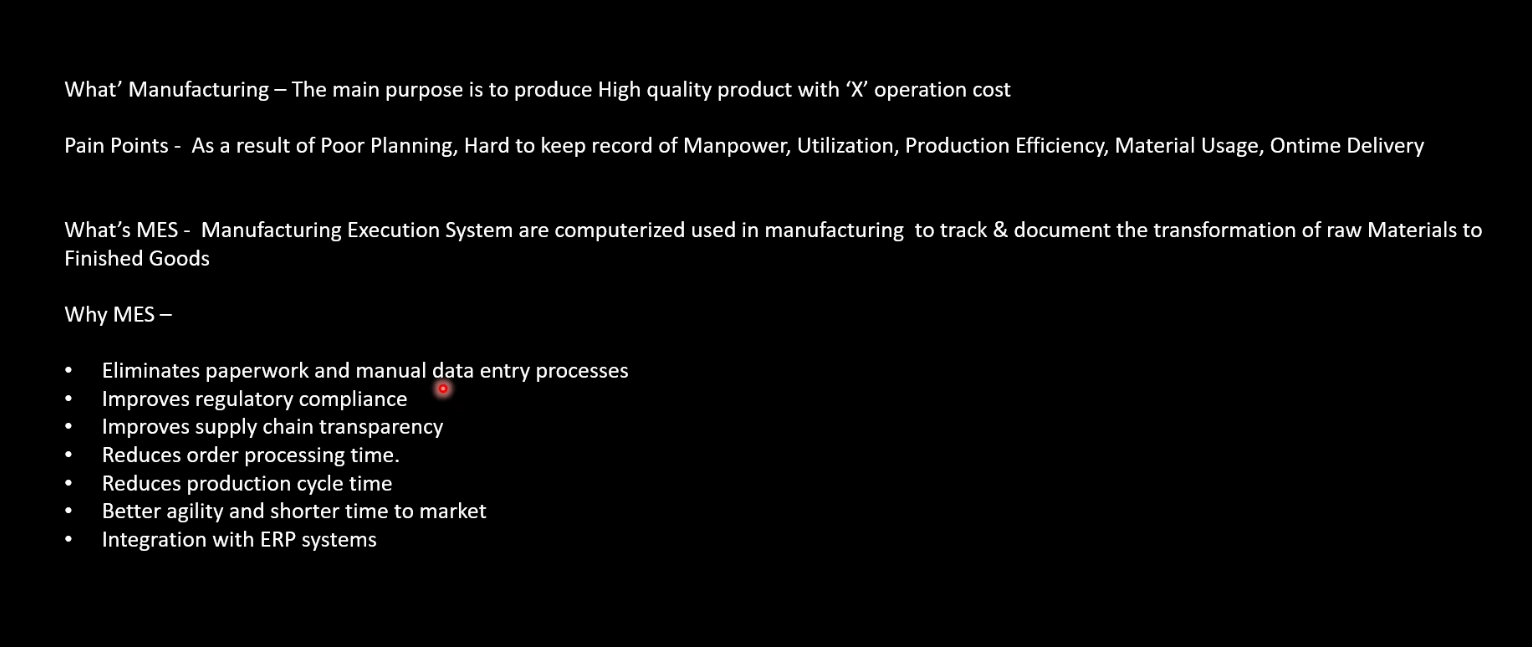 What’ Manufacturing – The main purpose is to produce High quality product with ‘X’ operation cost
Pain Points -  As a result of Poor Planning, Hard to keep record of Manpower, Utilization, Production Efficiency, Material Usage, Ontime Delivery
What’s MES -  Manufacturing Execution System are computerized used in manufacturing  to track & document the transformation of raw Materials to
Finished Goods
Why MES –
• Eliminates paperwork and manual data entry processes
• Improves regulatory compliance
• Improves supply chain transparency
• Reduces order processing time.
• Reduces production cycle time
• Better agility and shorter time to market
• Integration with ERP systems